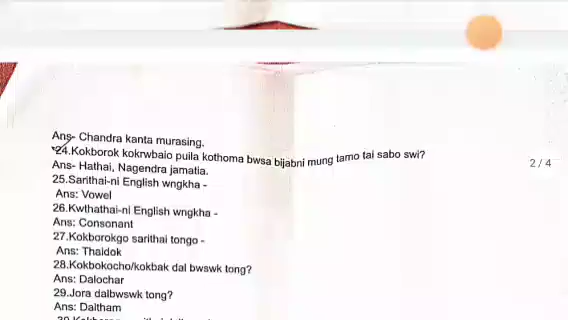 Ans- Chandra kanta murasing.
24.Kokborok kokrwbaio puila kothoma bwsa bijabni mung tamo tai sabo swi?
Ans- Hathai, Nagendra jamatia.
2 / 4
25.Sarithai-ni English wngkha -
Ans: Vowel
26.Kwthathai-ni English wngkha -
Ans: Consonant
27.Kokborokgo sarithai tongo -
Ans: Thaidok
28.Kokbokocho/kokbak dal bwswk tong?
Ans: Dalochar
29.Jora dalbwswk tong?
Ans: Daltham